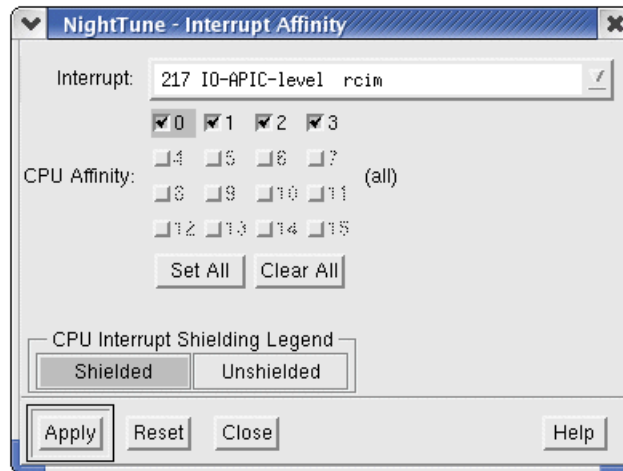 NightTune - Interrupt Affinity
Interrupt: 217 IO-APIC-level rcim
0 1 2 3
4 5 6 7
CPU Affinity: (all)
8 9 10 11
12 13 14 15
Set All Clear All
CPU Interrupt Shielding Legend
Shielded Unshielded
Apply Reset Close Help